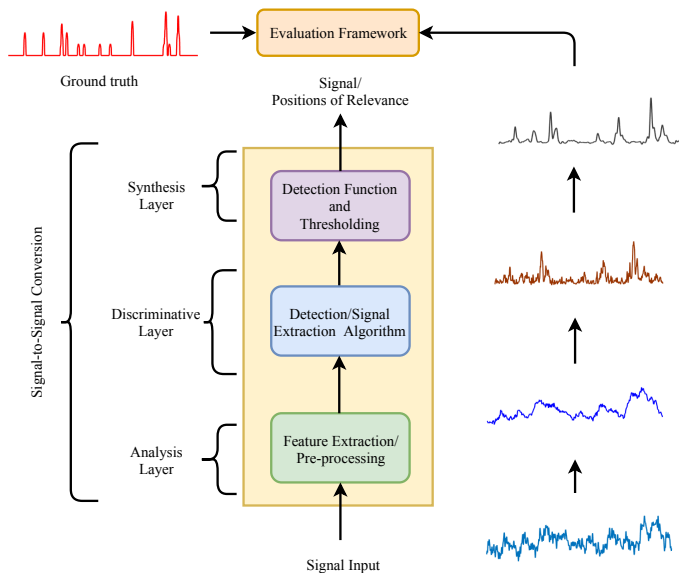 Evaluation Framework
Ground truth
Signal/
Positions of Relevance
Synthesis
Layer
Detection Function
and
Thresholding
Signal-to-Signal Conversion
Discriminative
Layer
Detection/Signal
Extraction Algorithm
Analysis
Layer
Feature Extraction/
Pre-processing
Signal Input